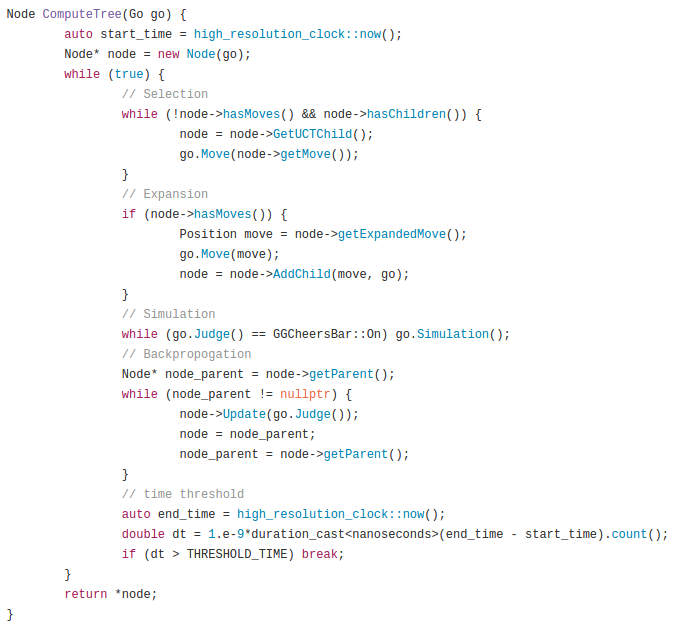 Node ComputeTree(Go go) {
        auto start_time = high_resolution_clock::now();
        Node* node = new Node(go);
        while (true) {
                // Selection
                while (!node->hasMoves() && node->hasChildren()) {
                        node = node->GetUCTChild();
                        go.Move(node->getMove());
                }
                // Expansion
                if (node->hasMoves()) {
                        Position move = node->getExpandedMove();
                        go.Move(move);
                        node = node->AddChild(move, go);
                }
                // Simulation
                while (go.Judge() == GGCheersBar::On) go.Simulation();
                // Backpropogation
                Node* node_parent = node->getParent();
                while (node_parent != nullptr) {
                        node->Update(go.Judge());
                        node = node_parent;
                        node_parent = node->getParent();
                }
                // time threshold
                auto end_time = high_resolution_clock::now();
                double dt = 1.e-9*duration_cast<nanoseconds>(end_time - start_time).count();
                if (dt > THRESHOLD_TIME) break;
        }
        return *node;
}